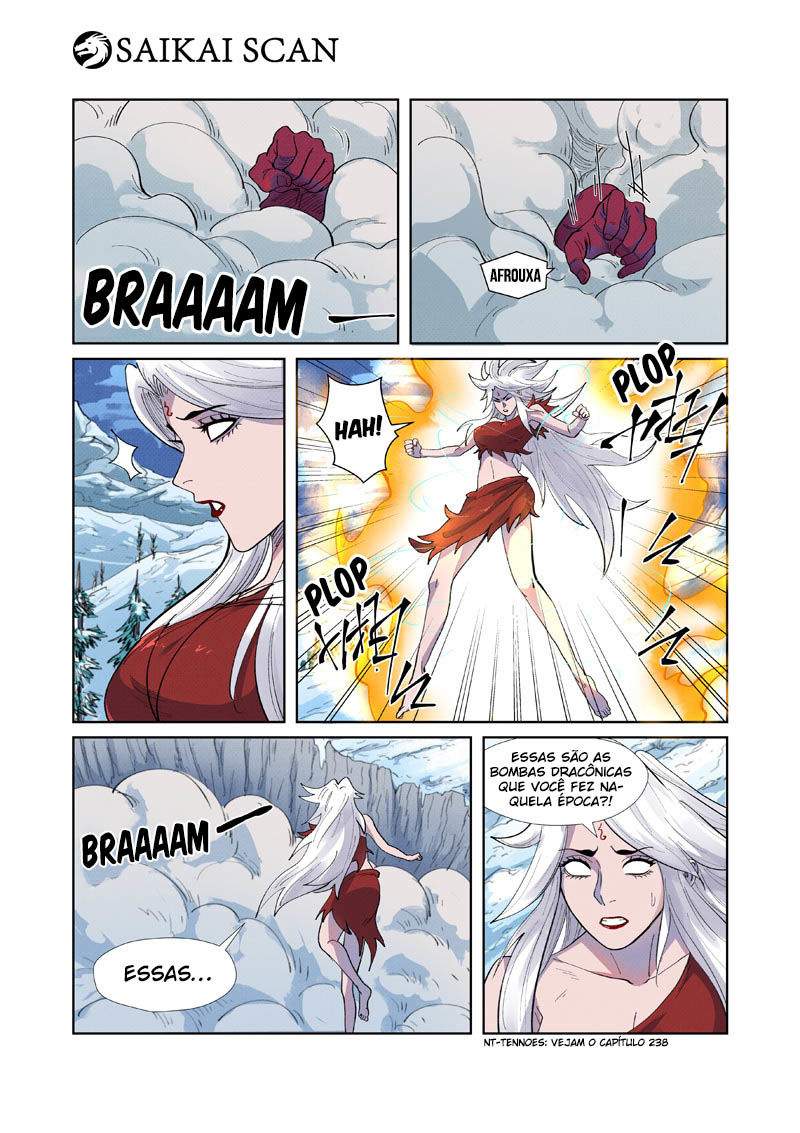 SAIKAI SCAN
BRAAAAM
AFROUXA
HAH!
PLOP
PLOP
BRAAAAM
ESSAS...
ESSAS SÃO AS
BOMBAS DRACÔNICAS
QUE VOCÊ FEZ NA-
QUELA ÉPOCA?!
NT-TENNOES: VEJAM O CAPÍTULO 238